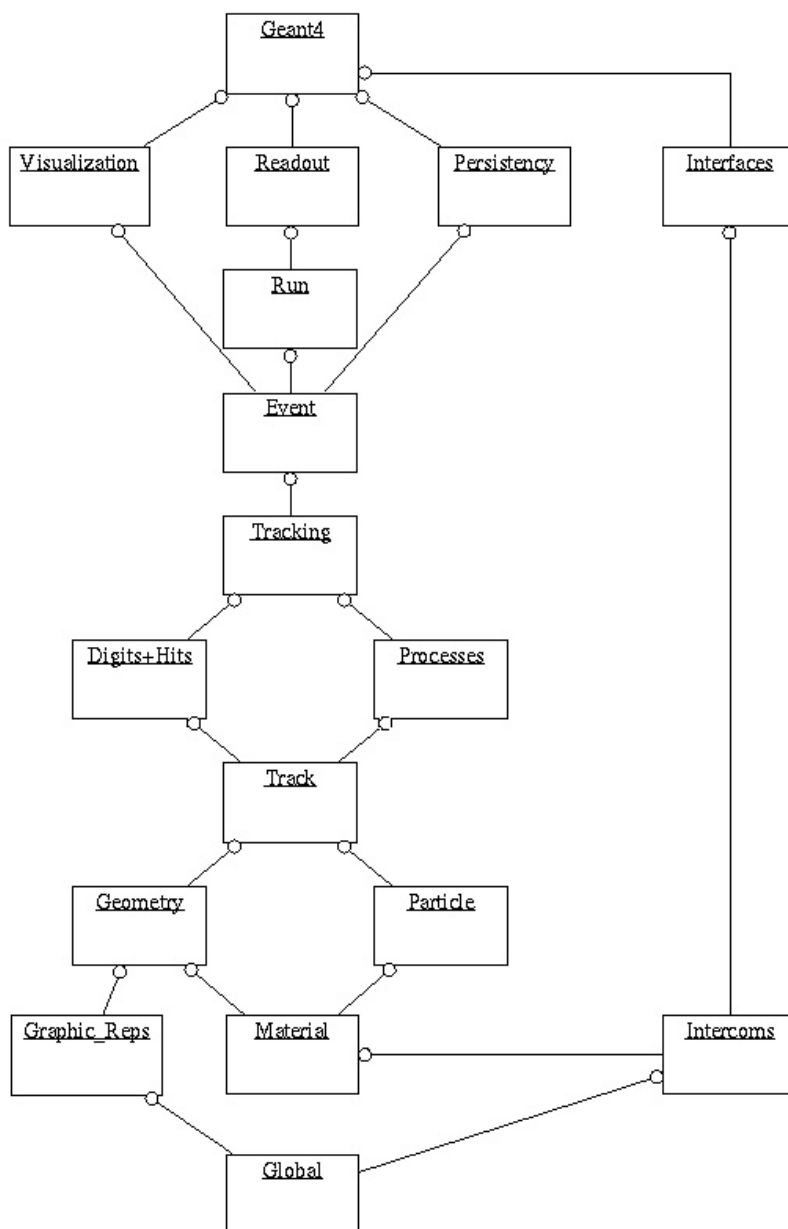 Geant4
Visualization
Readout
Persistency
Interfaces
Run
Event
Tracking
Digits+Hits
Processes
Track
Geometry
Particle
Graphic_Reps
Material
Intercoms
Global